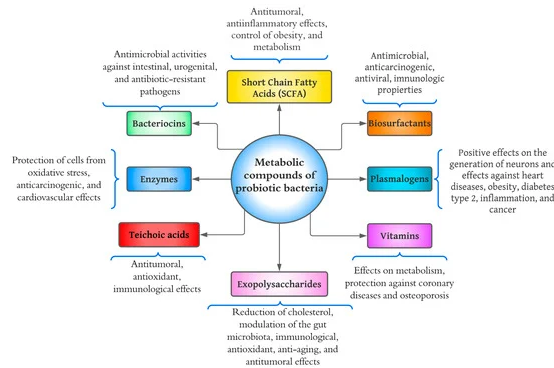 Antitumoral,
antiinflammatory effects,
control of obesity, and
metabolism
Short Chain Fatty
Acids (SCFA)
Antimicrobial activities
against intestinal, urogenital,
and antibiotic-resistant
pathogens
Bacteriocins
Antimicrobial,
anticarcinogenic,
antiviral, immunologic
propierties
Biosurfactants
Metabolic
compounds of
probiotic bacteria
Protection of cells from
oxidative stress,
anticarcinogenic, and
cardiovascular effects
Enzymes
Plasmalogens
Positive effects on the
generation of neurons and
effects against heart
diseases, obesity, diabetes
type 2, inflammation, and
cancer
Teichoic acids
Antitumoral,
antioxidant,
immunological effects
Vitamins
Effects on metabolism,
protection against coronary
diseases and osteoporosis
Exopolysaccharides
Reduction of cholesterol,
modulation of the gut
microbiota, immunological,
antioxidant, anti-aging, and
antitumoral effects